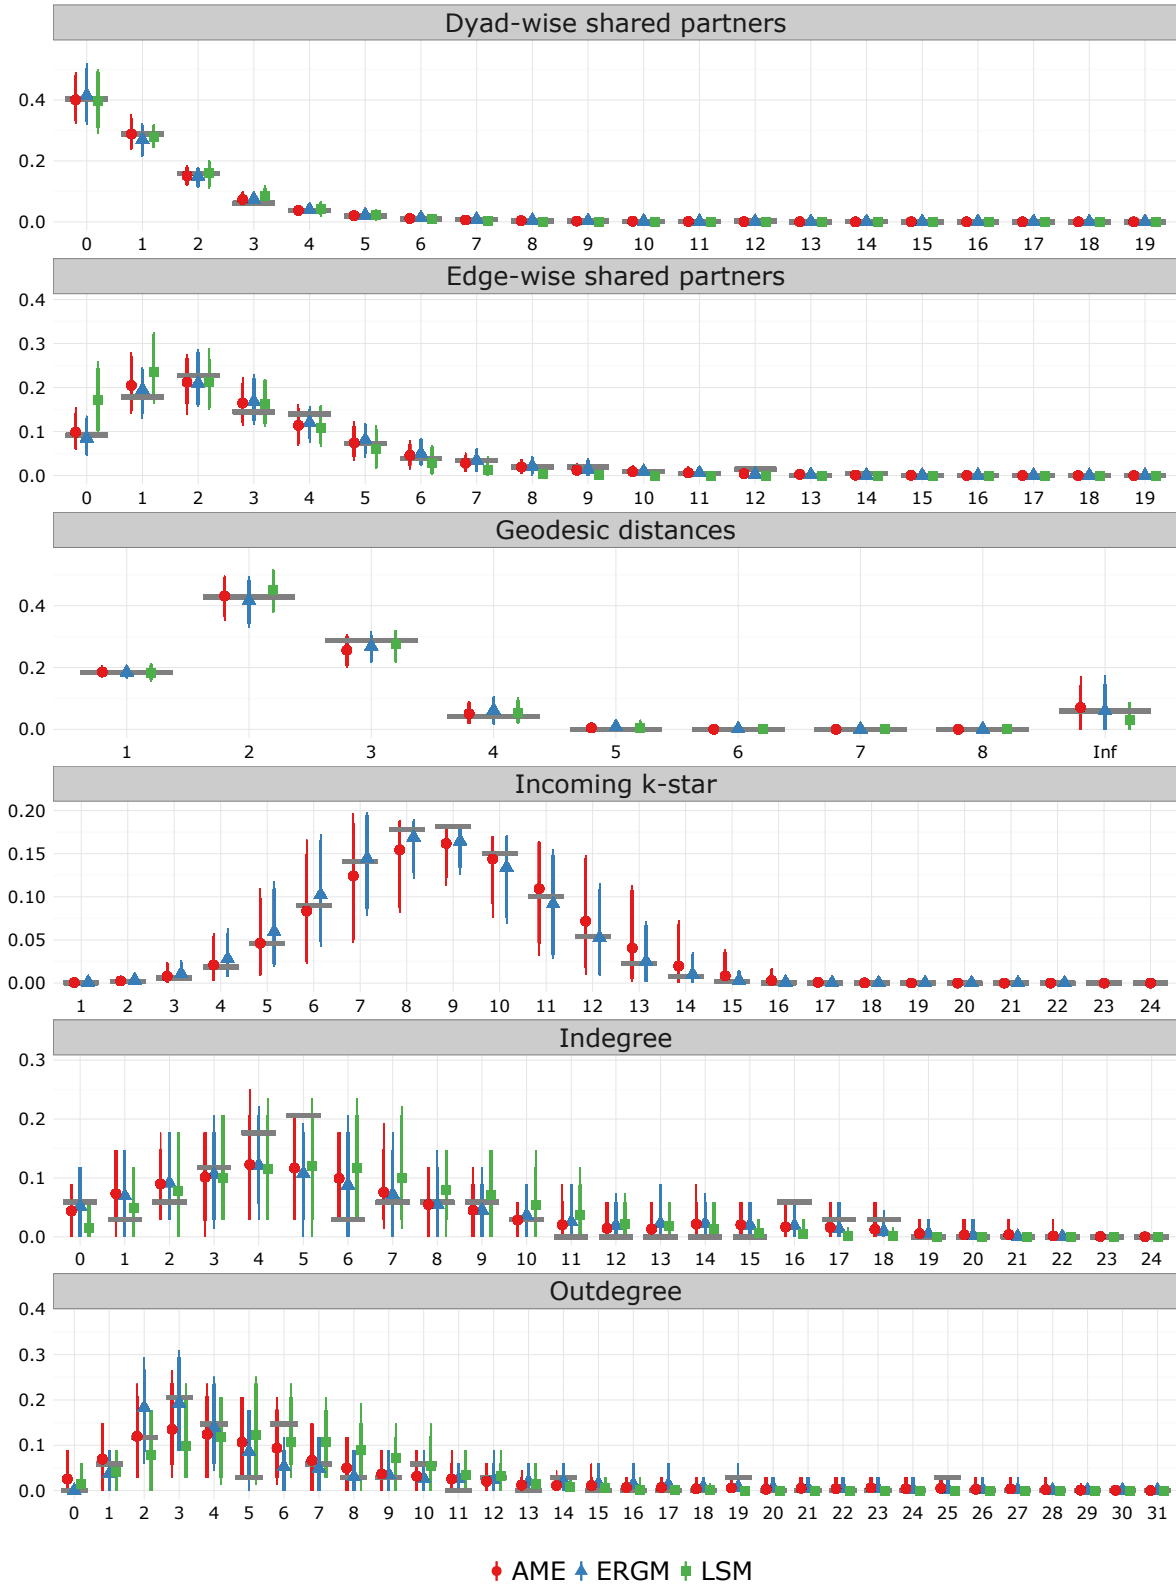 Dyad-wise shared partners
0.4
0.2
0.0
0 1 2 3 4 5 6 7 8 9 10 11 12 13 14 15 16 17 18 19
Edge-wise shared partners
0.4
0.3
0.2
0.1
0.0
0 1 2 3 4 5 6 7 8 9 10 11 12 13 14 15 16 17 18 19
Geodesic distances
0.4
0.2
0.0
1 2 3 4 5 6 7 8 Inf
Incoming k-star
0.20
0.15
0.10
0.05
0.00
1 2 3 4 5 6 7 8 9 10 11 12 13 14 15 16 17 18 19 20 21 22 23 24
Indegree
0.3
0.2
0.1
0.0
0 1 2 3 4 5 6 7 8 9 10 11 12 13 14 15 16 17 18 19 20 21 22 23 24
Outdegree
0.4
0.3
0.2
0.1
0.0
0 1 2 3 4 5 6 7 8 9 10 11 12 13 14 15 16 17 18 19 20 21 22 23 24 25 26 27 28 29 30 31
AME ERGM LSM